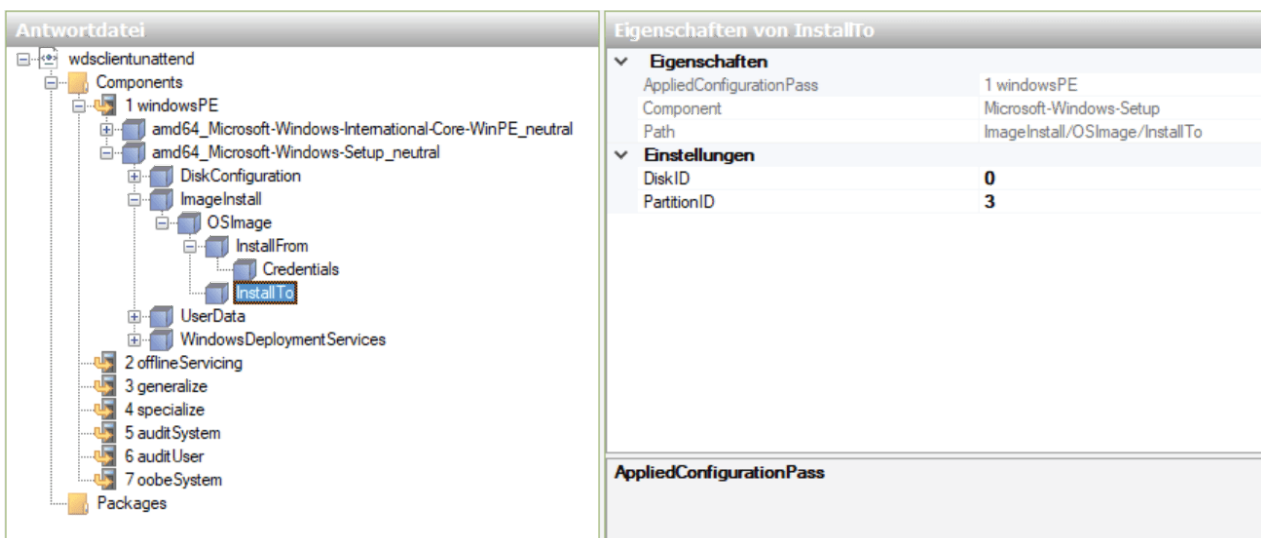 Antwortdatei
wdsclientunattend
Components
1 windowsPE
amd64_Microsoft-Windows-International-Core-WinPE_neutral
amd64_Microsoft-Windows-Setup_neutral
DiskConfiguration
ImageInstall
OSImage
InstallFrom
Credentials
InstallTo
UserData
WindowsDeploymentServices
2 offlineServicing
3 generalize
4 specialize
5 auditSystem
6 auditUser
7 oobeSystem
Packages
Eigenschaften von InstallTo
Eigenschaften
AppliedConfigurationPass 1 windowsPE
Component Microsoft-Windows-Setup
Path ImageInstall/OSImage/InstallTo
Einstellungen
DiskID 0
PartitionID 3
AppliedConfigurationPass